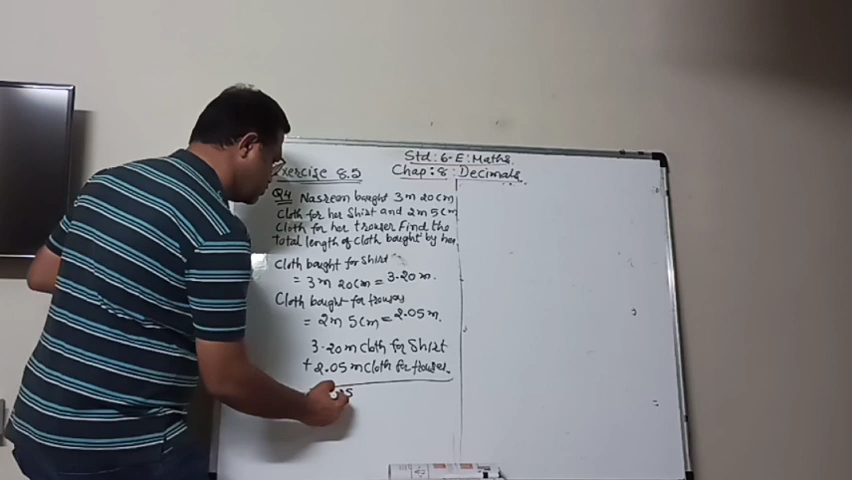 Std: 6-E: Maths.
Chap: 8: Decimals
Exercise 8.5
Q4 Nasreen bought 3m 20cm
Cloth for her Shirt and 2m 5cm
Cloth for her trouser Find the
total length of cloth bought by her
Cloth bought for shirt
= 3m 20cm = 3.20m.
Cloth bought for trouser
= 2m 5cm = 2.05m.
3.20m cloth for Shirt
+ 2.05m cloth for trouser.